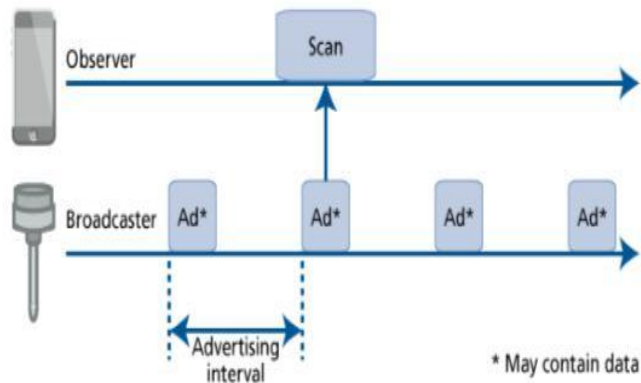 Observer
Scan
Broadcaster
Ad*
Ad*
Ad*
Ad*
Advertising
interval
* May contain data